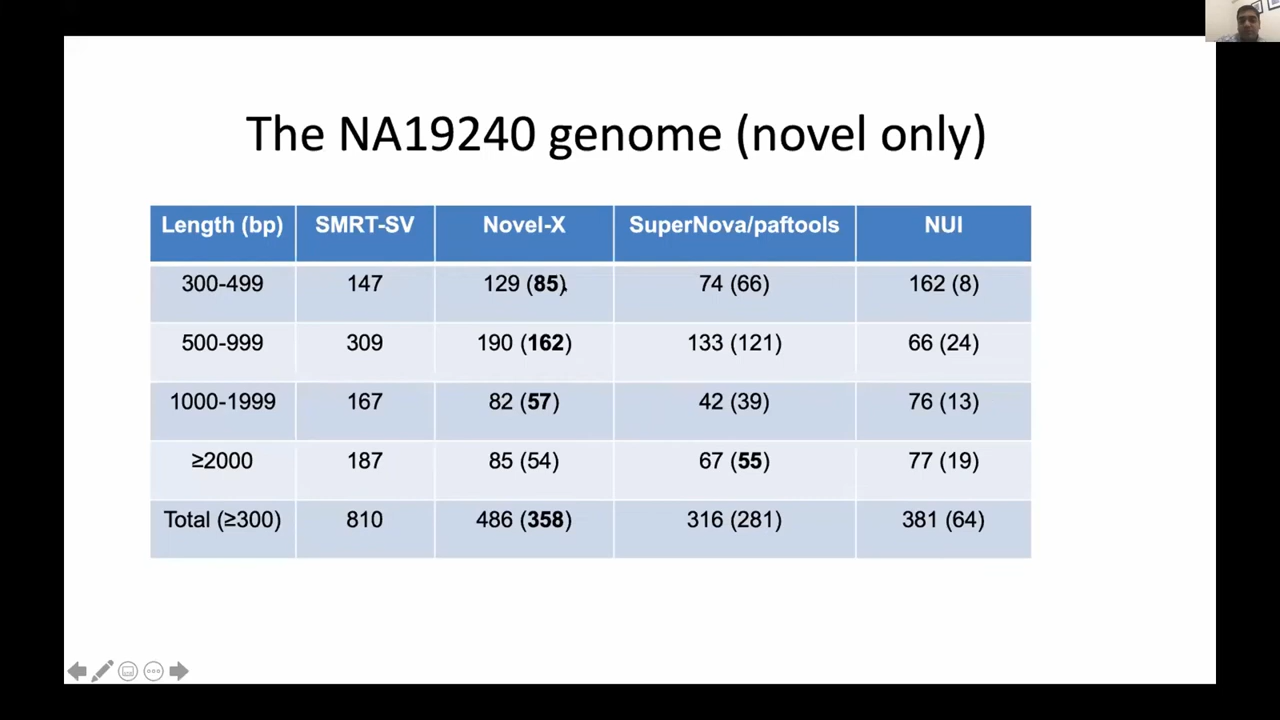 The NA19240 genome (novel only)
Length (bp) SMRT-SV Novel-X SuperNova/paftools NUI
300-499 147 129 (85) 74 (66) 162 (8)
500-999 309 190 (162) 133 (121) 66 (24)
1000-1999 167 82 (57) 42 (39) 76 (13)
≥2000 187 85 (54) 67 (55) 77 (19)
Total (≥300) 810 486 (358) 316 (281) 381 (64)